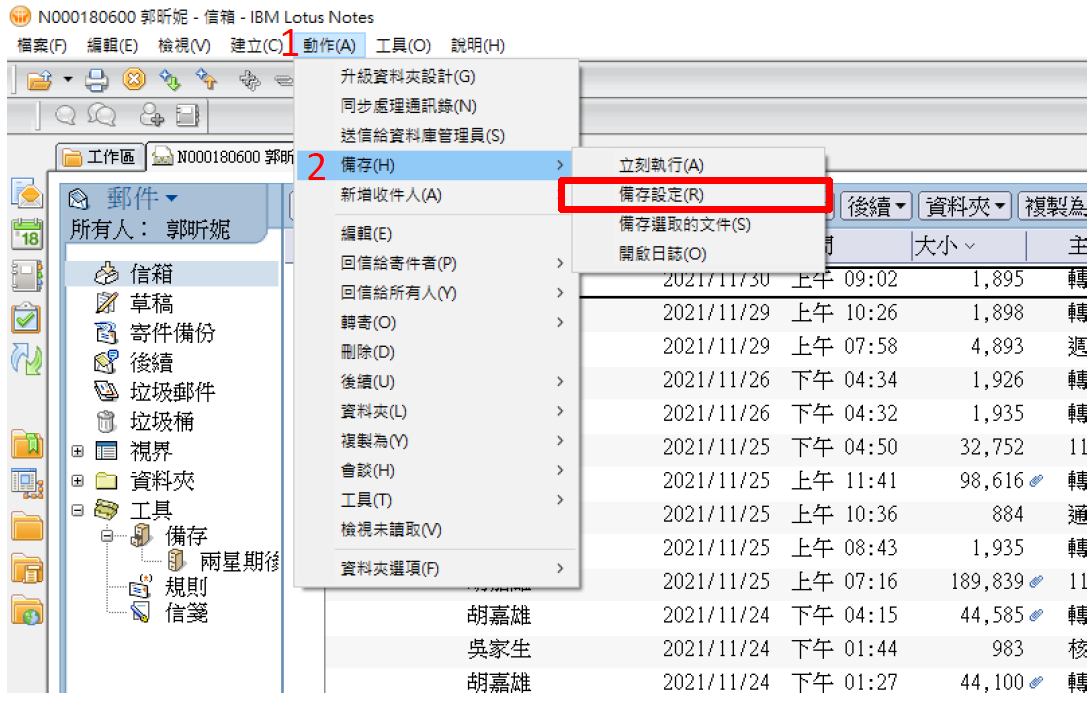 N000180600 郭昕妮 - 信箱 - IBM Lotus Notes
檔案(F) 編輯(E) 檢視(V) 建立(C) 1 動作(A) 工具(O) 說明(H)
升級資料夾設計(G)
同步處理通訊錄(N)
送信給資料庫管理員(S)
2 備存(H)
新增收件人(A)
編輯(E)
回信給寄件者(P)
回信給所有人(Y)
轉寄(O)
刪除(D)
後續(U)
資料夾(L)
複製為(Y)
會談(H)
工具(T)
檢視未讀取(V)
資料夾選項(F)
立刻執行(A)
備存設定(R)
備存選取的文件(S)
開啟日誌(O)
工作區 N000180600 郭昕
郵件
所有人： 郭昕妮
18
信箱
草稿
寄件備份
後續
垃圾郵件
垃圾桶
視界
資料夾
工具
備存
兩星期後
規則
信箋
後續 資料夾 複製為
大小 主
2021/11/30 上午 09:02 1,895 轉
2021/11/29 上午 10:26 1,898 轉
2021/11/29 上午 07:58 4,893 週
2021/11/26 下午 04:34 1,926 轉
2021/11/26 下午 04:32 1,935 轉
2021/11/25 下午 04:50 32,752 11
2021/11/25 上午 11:41 98,616 轉
2021/11/25 上午 10:36 884 通
2021/11/25 上午 08:43 1,935 轉
2021/11/25 上午 07:16 189,839 11
胡嘉雄 2021/11/24 下午 04:15 44,585 轉
吳家生 2021/11/24 下午 01:44 983 核
胡嘉雄 2021/11/24 下午 01:27 44,100 轉